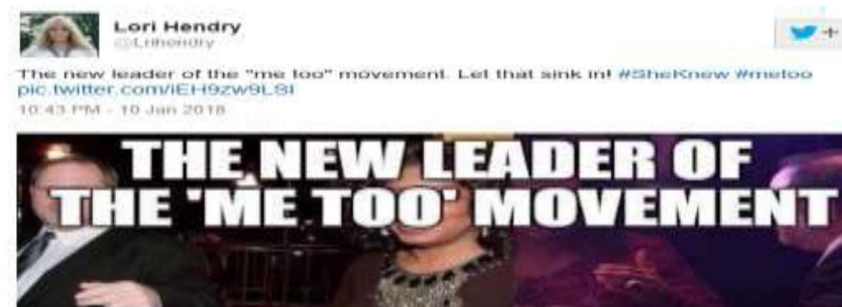 Lori Hendry
@Lrihendry
+
The new leader of the "me too" movement. Let that sink in! #SheKnew #metoo
pic.twitter.com/iEH9zw9LSI
10:43 PM - 10 Jan 2018
THE NEW LEADER OF
THE 'ME TOO' MOVEMENT